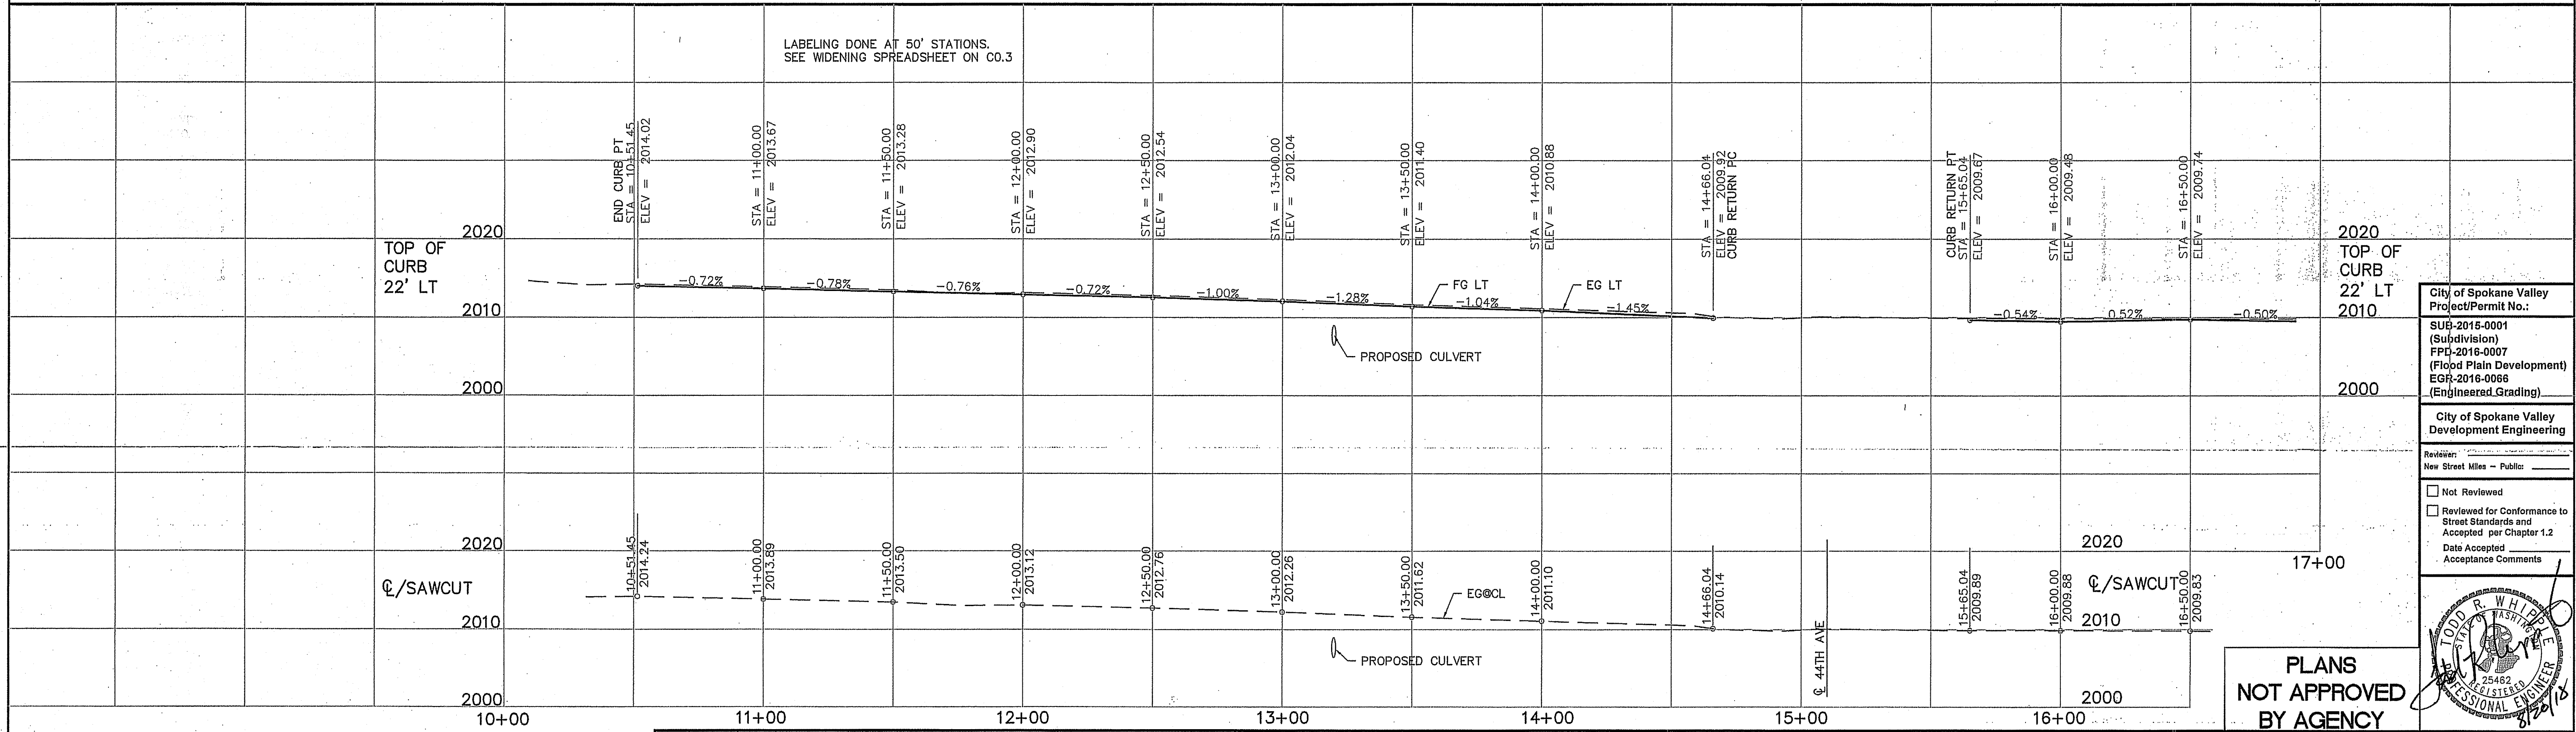 LABELING DONE AT 50' STATIONS.
SEE WIDENING SPREADSHEET ON C0.3
END CURB PT
STA = 10+51.45
ELEV = 2014.02
STA = 11+00.00
ELEV = 2013.67
STA = 11+50.00
ELEV = 2013.28
STA = 12+00.00
ELEV = 2012.90
STA = 12+50.00
ELEV = 2012.54
STA = 13+00.00
ELEV = 2012.04
STA = 13+50.00
ELEV = 2011.40
STA = 14+00.00
ELEV = 2010.88
STA = 14+66.04
ELEV = 2009.92
CURB RETURN PC
CURB RETURN PT
STA = 15+65.04
ELEV = 2009.67
STA = 16+00.00
ELEV = 2009.48
STA = 16+50.00
ELEV = 2009.74
2020
2020
TOP OF
CURB
22' LT
TOP OF
CURB
22' LT
-0.72%
-0.78%
-0.76%
-0.72%
-1.00%
-1.28%
-1.04%
-1.45%
-0.54%
0.52%
-0.50%
FG LT
EG LT
2010
2010
PROPOSED CULVERT
2000
2000
2020
2020
17+00
℄/SAWCUT
10+51.45
2014.24
11+00.00
2013.89
11+50.00
2013.50
12+00.00
2013.12
12+50.00
2012.76
13+00.00
2012.26
13+50.00
2011.62
14+00.00
2011.10
14+66.04
2010.14
15+65.04
2009.89
16+00.00
2009.88
16+50.00
2009.83
℄/SAWCUT
EG@CL
2010
2010
℄ 44TH AVE
PROPOSED CULVERT
2000
2000
10+00
11+00
12+00
13+00
14+00
15+00
16+00
City of Spokane Valley
Project/Permit No.:
SUB-2015-0001
(Subdivision)
FPD-2016-0007
(Flood Plain Development)
EGR-2016-0066
(Engineered Grading)
City of Spokane Valley
Development Engineering
Reviewer:
New Street Miles - Public:
Not Reviewed
Reviewed for Conformance to
Street Standards and
Accepted per Chapter 1.2
Date Accepted
Acceptance Comments
TODD R. WHIPPLE
STATE OF WASHINGTON
25462
REGISTERED
PROFESSIONAL ENGINEER
PLANS
NOT APPROVED
BY AGENCY